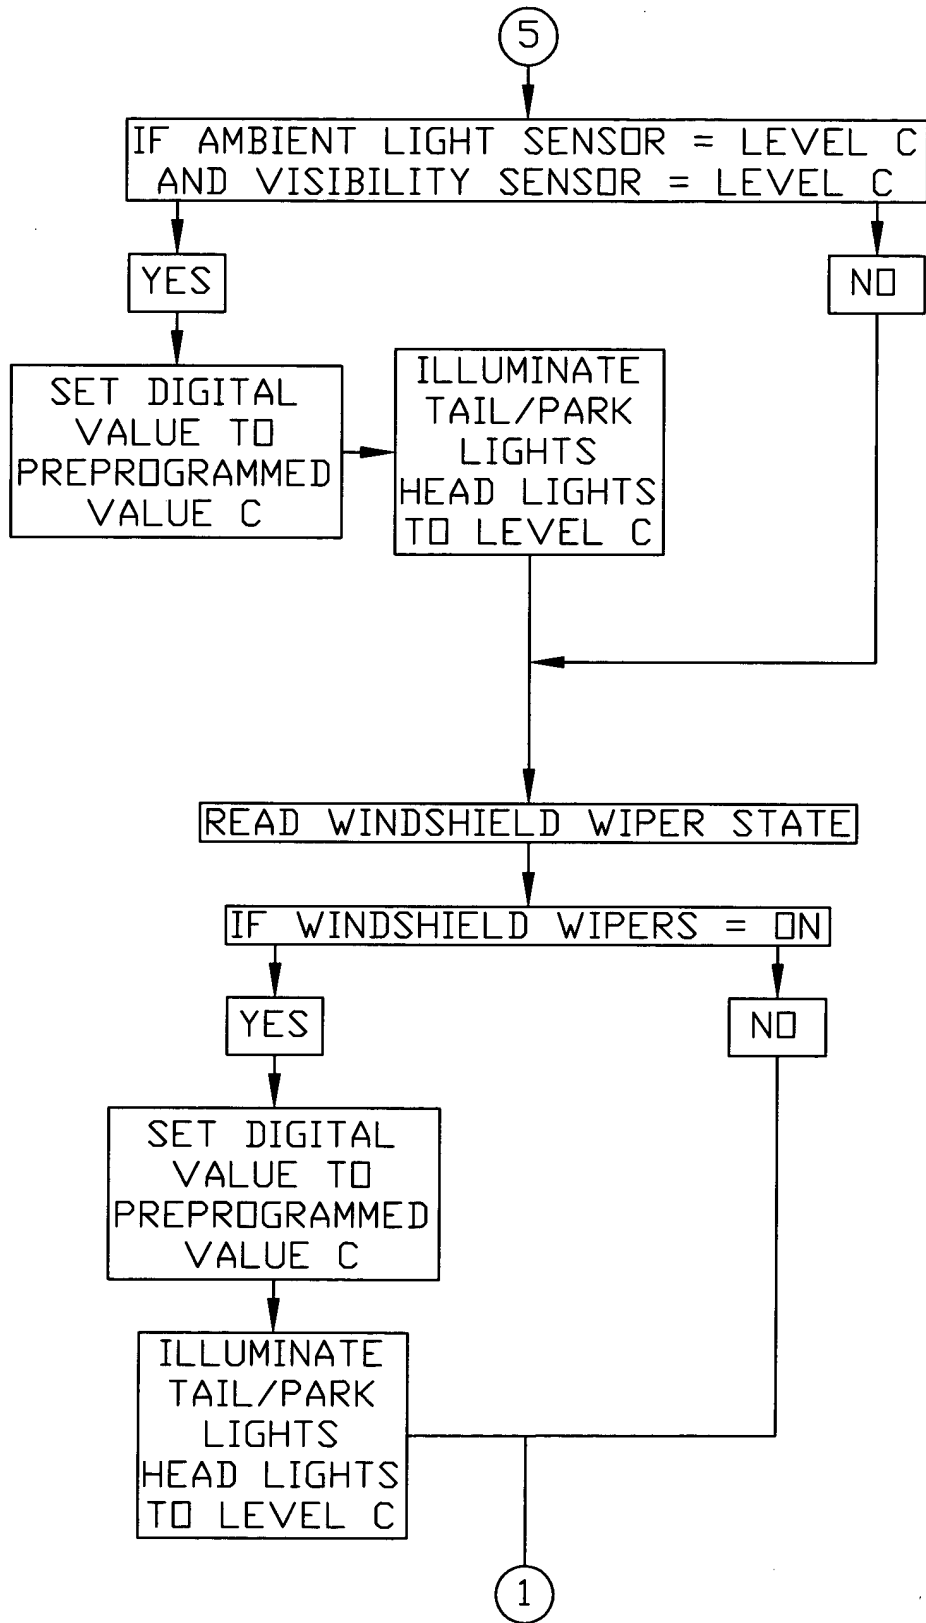 5
IF AMBIENT LIGHT SENSOR = LEVEL C
AND VISIBILITY SENSOR = LEVEL C
YES
NO
SET DIGITAL
VALUE TO
PREPROGRAMMED
VALUE C
ILLUMINATE
TAIL/PARK
LIGHTS
HEAD LIGHTS
TO LEVEL C
READ WINDSHIELD WIPER STATE
IF WINDSHIELD WIPERS = ON
YES
NO
SET DIGITAL
VALUE TO
PREPROGRAMMED
VALUE C
ILLUMINATE
TAIL/PARK
LIGHTS
HEAD LIGHTS
TO LEVEL C
1